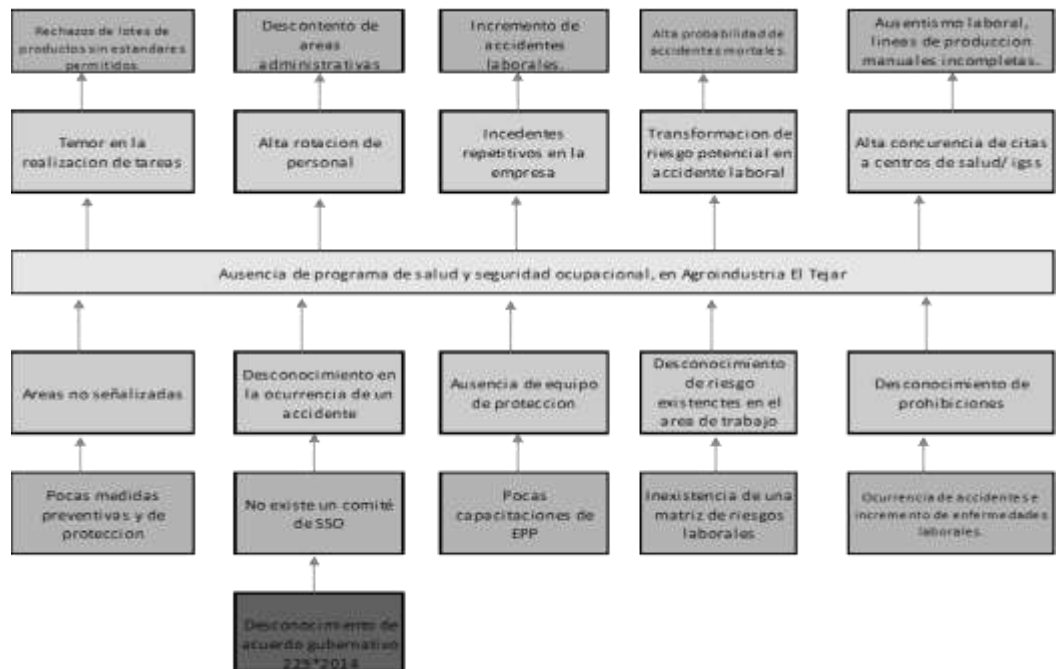 Rechazos de lotes de
productos sin estandares
permitidos
Descontento de areas
administrativas
Incremento de
accidentes
laborales.
Alta probabilidad de
accidentes mortales.
Ausentismo laboral,
lineas de produccion
manuales incompletas.
Temor en la
realizacion de tareas
Alta rotacion de
personal
Incedentes
repetitivos en la
empresa
Transformacion de
riesgo potencial en
accidente laboral
Alta concurencia de citas
a centros de salud/ igss
Ausencia de programa de salud y seguridad ocupacional, en Agroindustria El Tejar
Areas no señalizadas
Desconocimiento en
la ocurrencia de un
accidente
Ausencia de equipo
de proteccion
Desconocimiento
de riesgo
existenctes en el
area de trabajo
Desconocimiento de
prohibiciones
Pocas medidas
preventivas y de
proteccion
No existe un comité
de SSO
Pocas
capacitaciones de
EPP
Inexistencia de una
matriz de riesgos
laborales
Ocurrencia de accidentes e
incremento de enfermedades
laborales.
Desconocimiento de
acuerdo gubernativo
229*2014